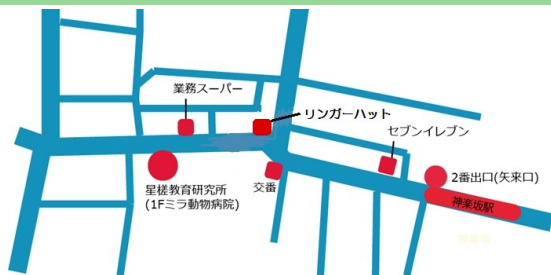 業務スーパー
リンガーハット
セブンイレブン
2番出口(矢来口)
神楽坂駅
交番
星槎教育研究所
(1Fミラ動物病院)